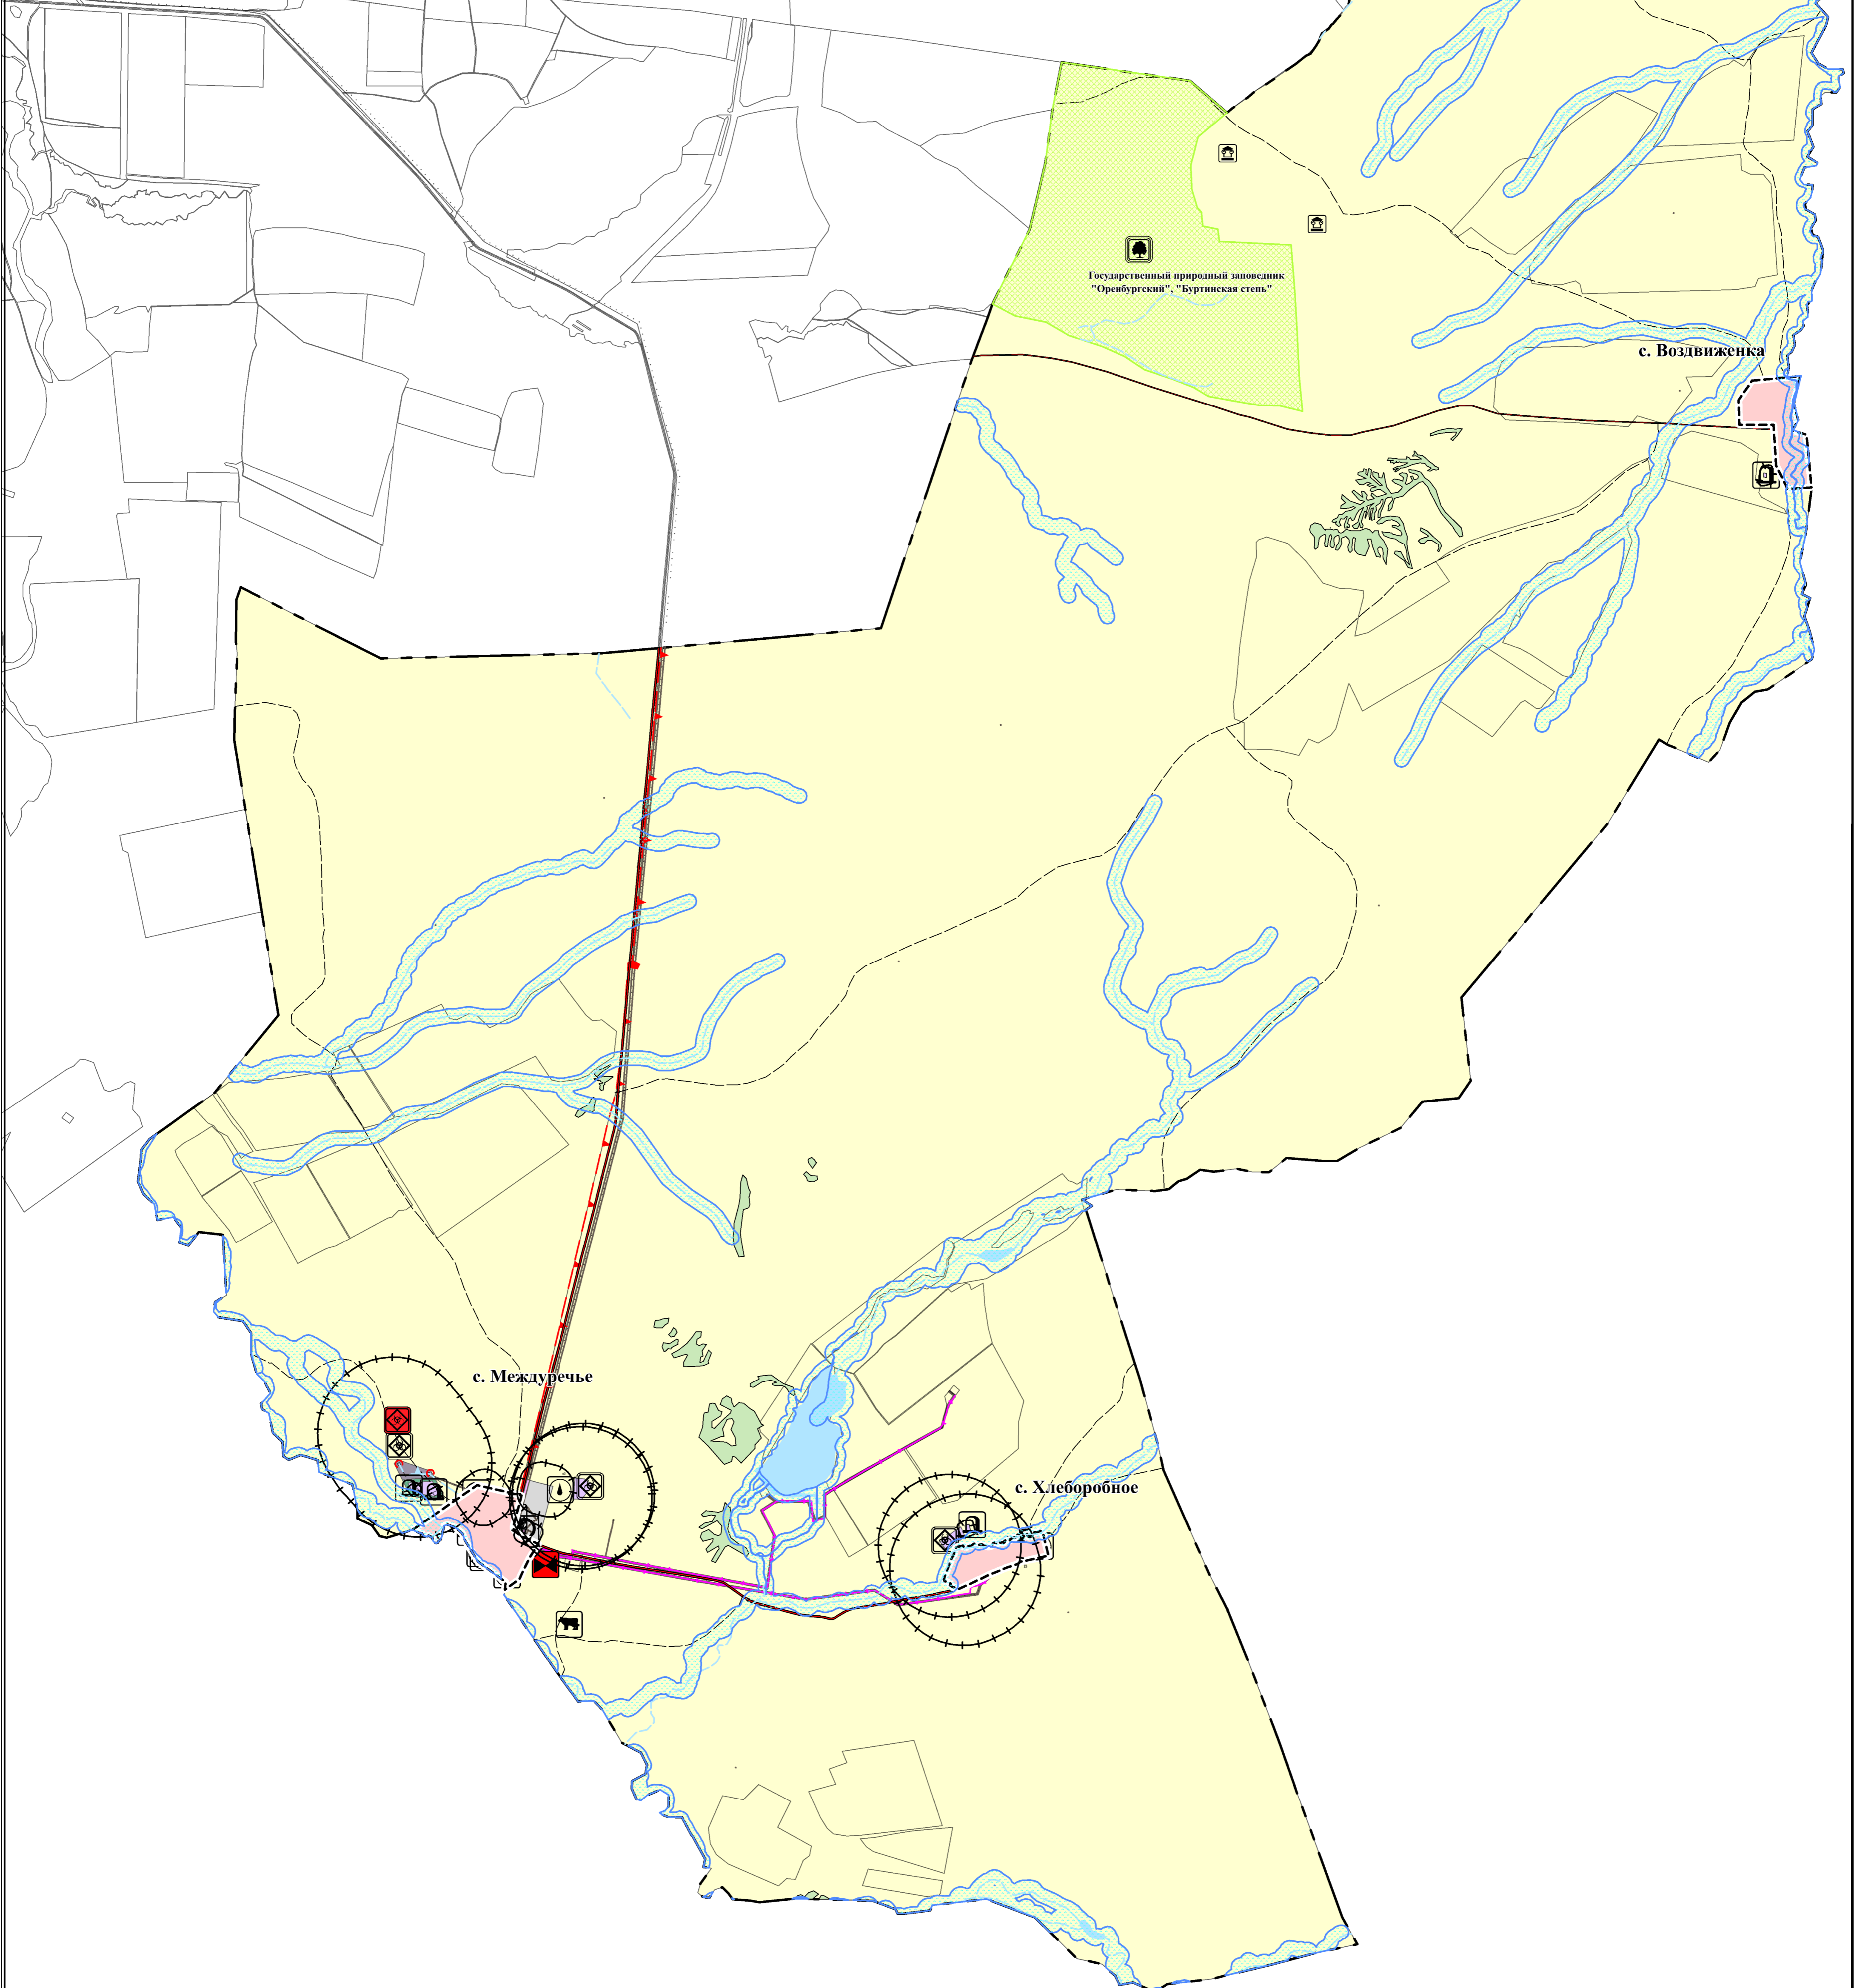 Государственный природный заповедник
"Оренбургский", "Буртинская степь"
с. Воздвиженка
с. Междуречье
с. Хлеборобное